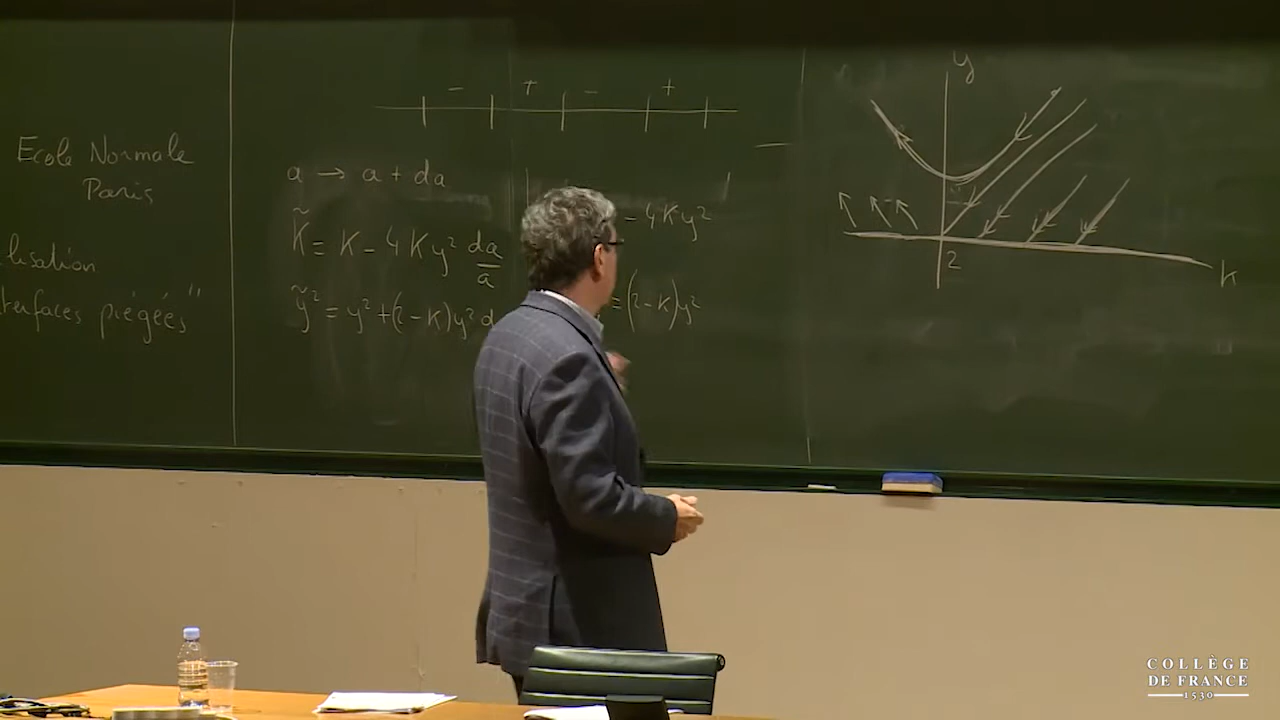 Ecole Normale
Paris
lisation
terfaces piégées"
- + - +
a → a + da
K̃ = K - 4Ky² da/a
ỹ² = y² + (2-K)y² d
- 4Ky²
= (2-K)y²
y
2
K
COLLÈGE
DE FRANCE
1530